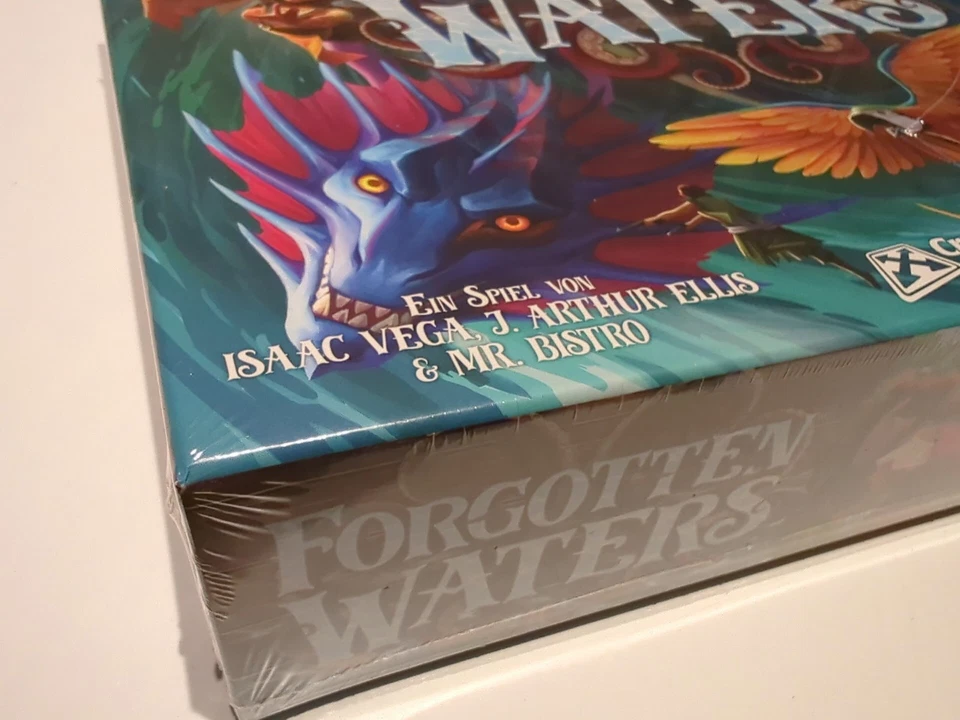 WATERS
EIN SPIEL VON
ISAAC VEGA, J. ARTHUR ELLIS
& MR. BISTRO
FORGOTTEN
WATERS